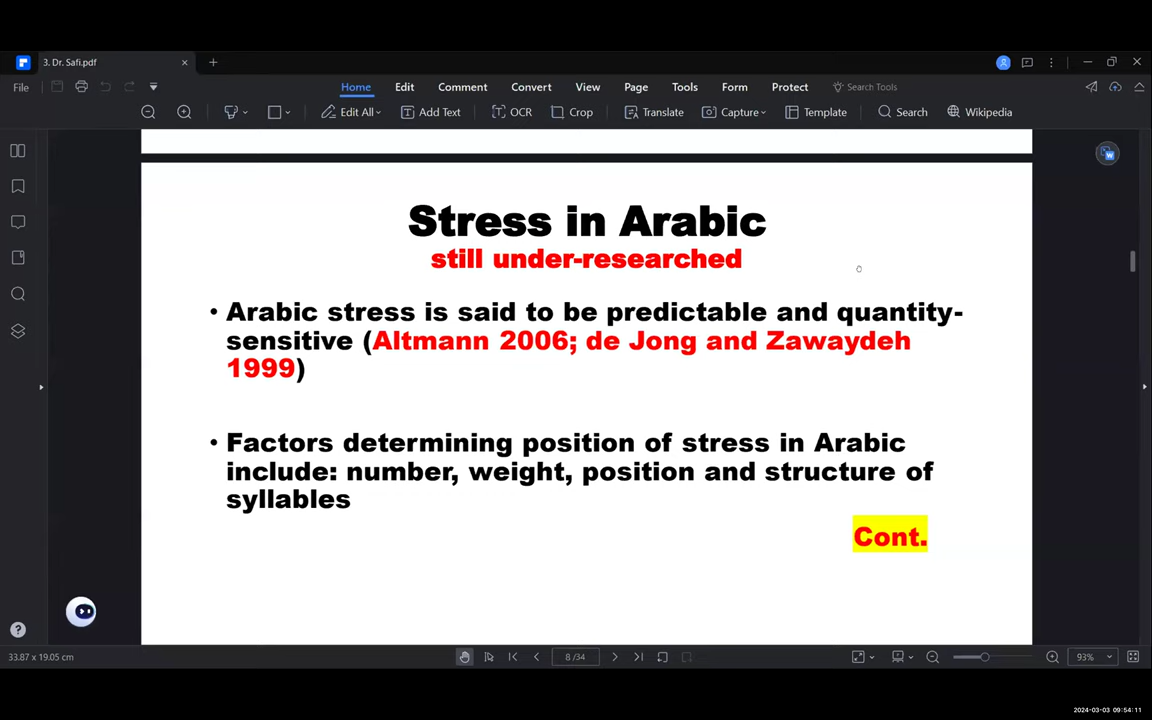 3. Dr. Safi.pdf
File
Home Edit Comment Convert View Page Tools Form Protect Search Tools
Edit All Add Text OCR Crop Translate Capture Template Search Wikipedia
Stress in Arabic
still under-researched
• Arabic stress is said to be predictable and quantity-
sensitive (Altmann 2006; de Jong and Zawaydeh
1999)
• Factors determining position of stress in Arabic
include: number, weight, position and structure of
syllables
Cont.
33.87 x 19.05 cm
8 /34
93%
2024-03-03 09:54:11